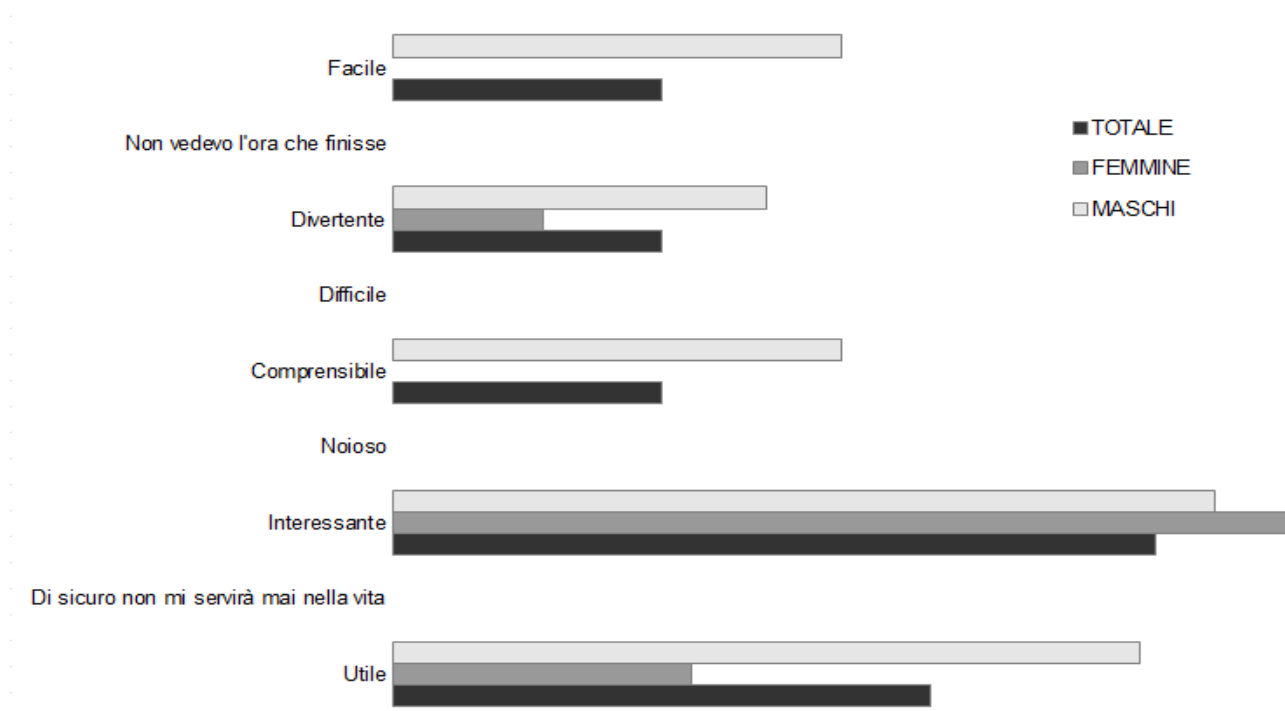 Facile
Non vedevo l'ora che finisse
Divertente
Difficile
Comprensibile
Noioso
Interessante
Di sicuro non mi servirà mai nella vita
Utile
TOTALE
FEMMINE
MASCHI